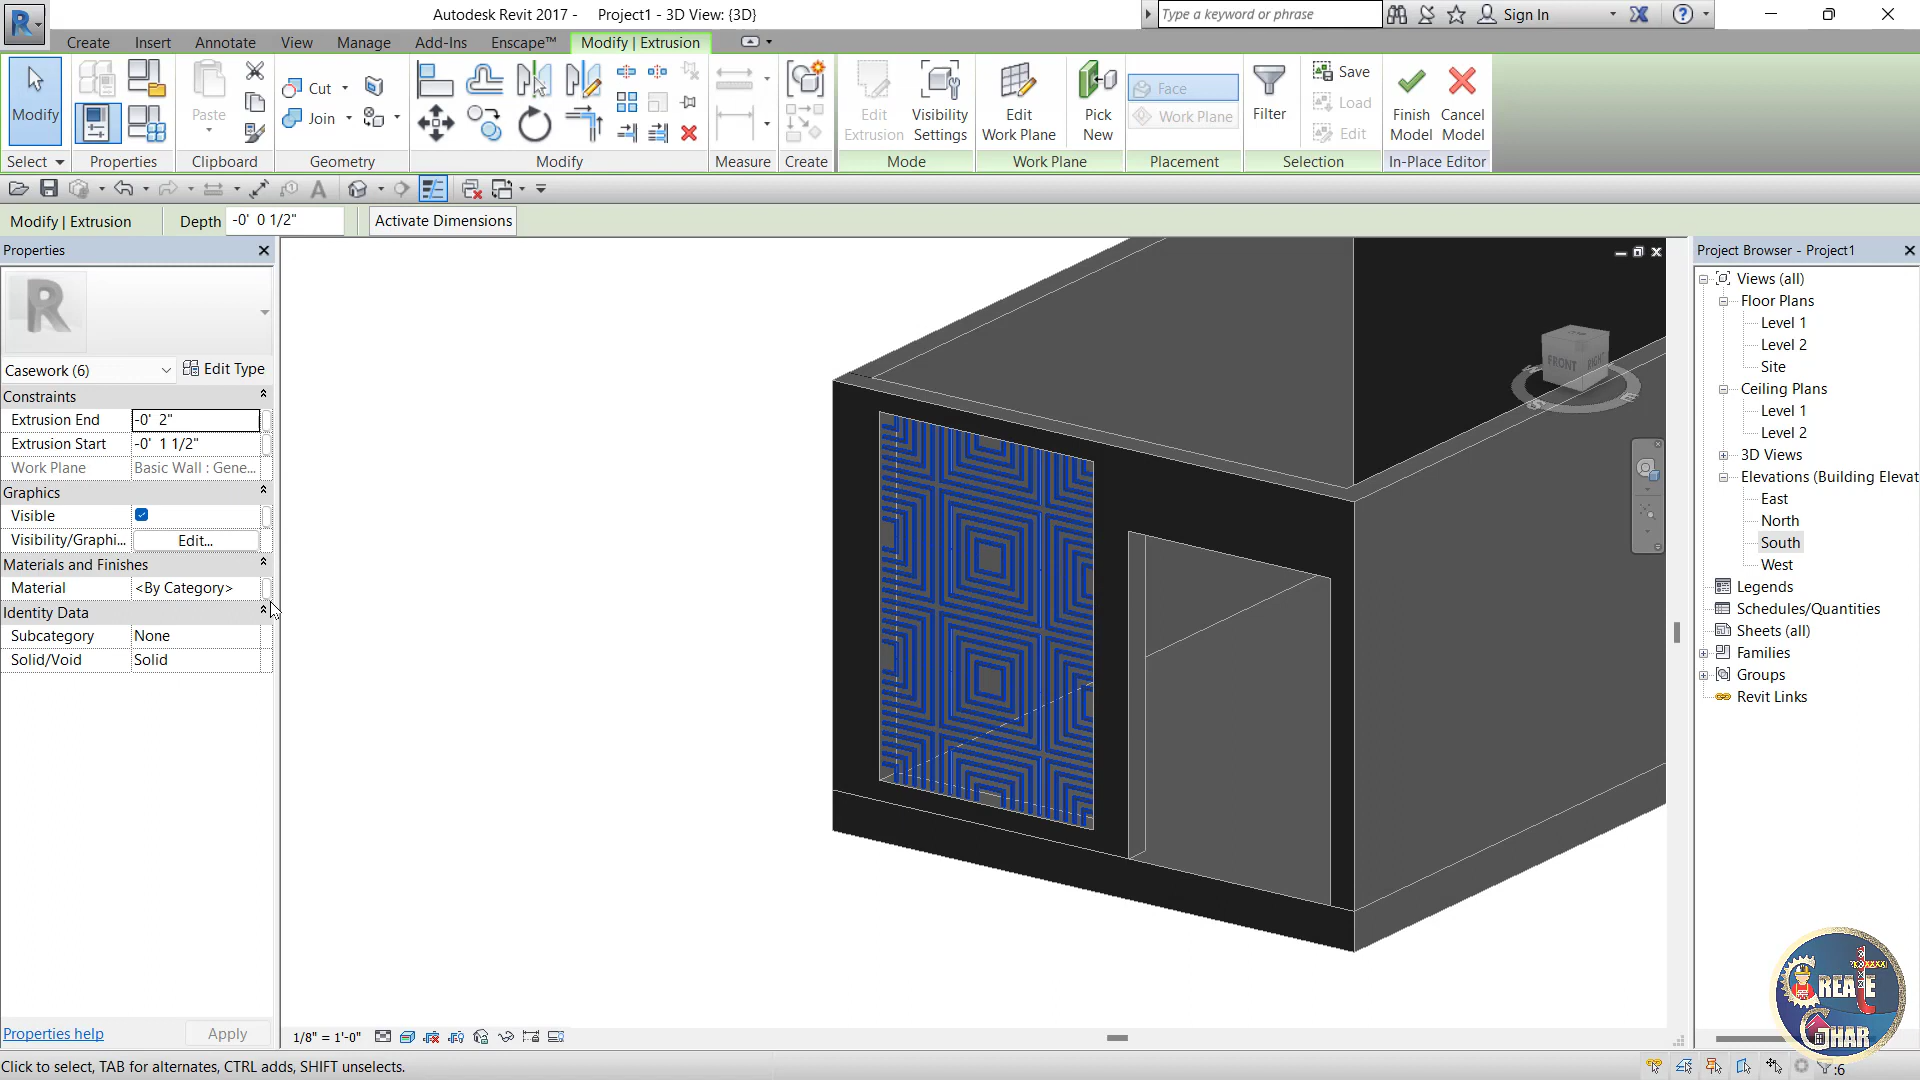 Autodesk Revit 2017 - Project1 - 3D View: {3D}
Type a keyword or phrase
Sign In
Create Insert Annotate View Manage Add-Ins Enscape™ Modify | Extrusion
Modify
Paste
Cut
Join
Edit Extrusion
Visibility Settings
Edit Work Plane
Pick New
Face
Work Plane
Filter
Save
Load
Edit
Finish Model
Cancel Model
Select Properties Clipboard Geometry Modify Measure Create Mode Work Plane Placement Selection In-Place Editor
Modify | Extrusion Depth -0' 0 1/2" Activate Dimensions
Properties
Casework (6) Edit Type
Constraints
Extrusion End -0' 2"
Extrusion Start -0' 1 1/2"
Work Plane Basic Wall : Gene...
Graphics
Visible
Visibility/Graphi... Edit...
Materials and Finishes
Material <By Category>
Identity Data
Subcategory None
Solid/Void Solid
Properties help Apply
FRONT RIGHT
S E
Project Browser - Project1
Views (all)
Floor Plans
Level 1
Level 2
Site
Ceiling Plans
Level 1
Level 2
3D Views
Elevations (Building Elevat
East
North
South
West
Legends
Schedules/Quantities
Sheets (all)
Families
Groups
Revit Links
1/8" = 1'-0"
CREATE
GHAR
Click to select, TAB for alternates, CTRL adds, SHIFT unselects.
:6